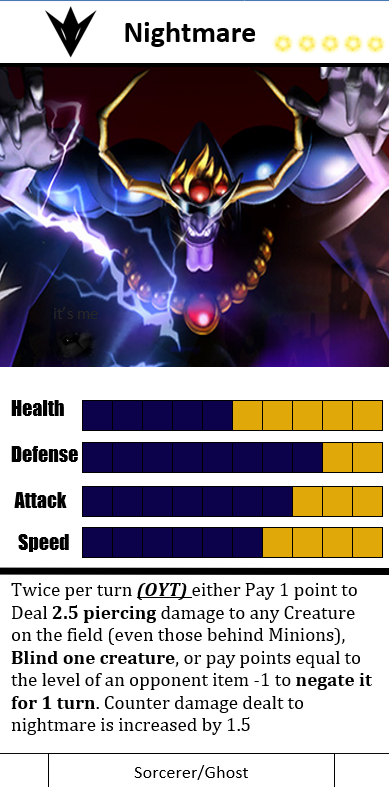 Nightmare
it's me
Health
Defense
Attack
Speed
Twice per turn (OYT) either Pay 1 point to
Deal 2.5 piercing damage to any Creature
on the field (even those behind Minions),
Blind one creature, or pay points equal to
the level of an opponent item -1 to negate it
for 1 turn. Counter damage dealt to
nightmare is increased by 1.5
Sorcerer/Ghost